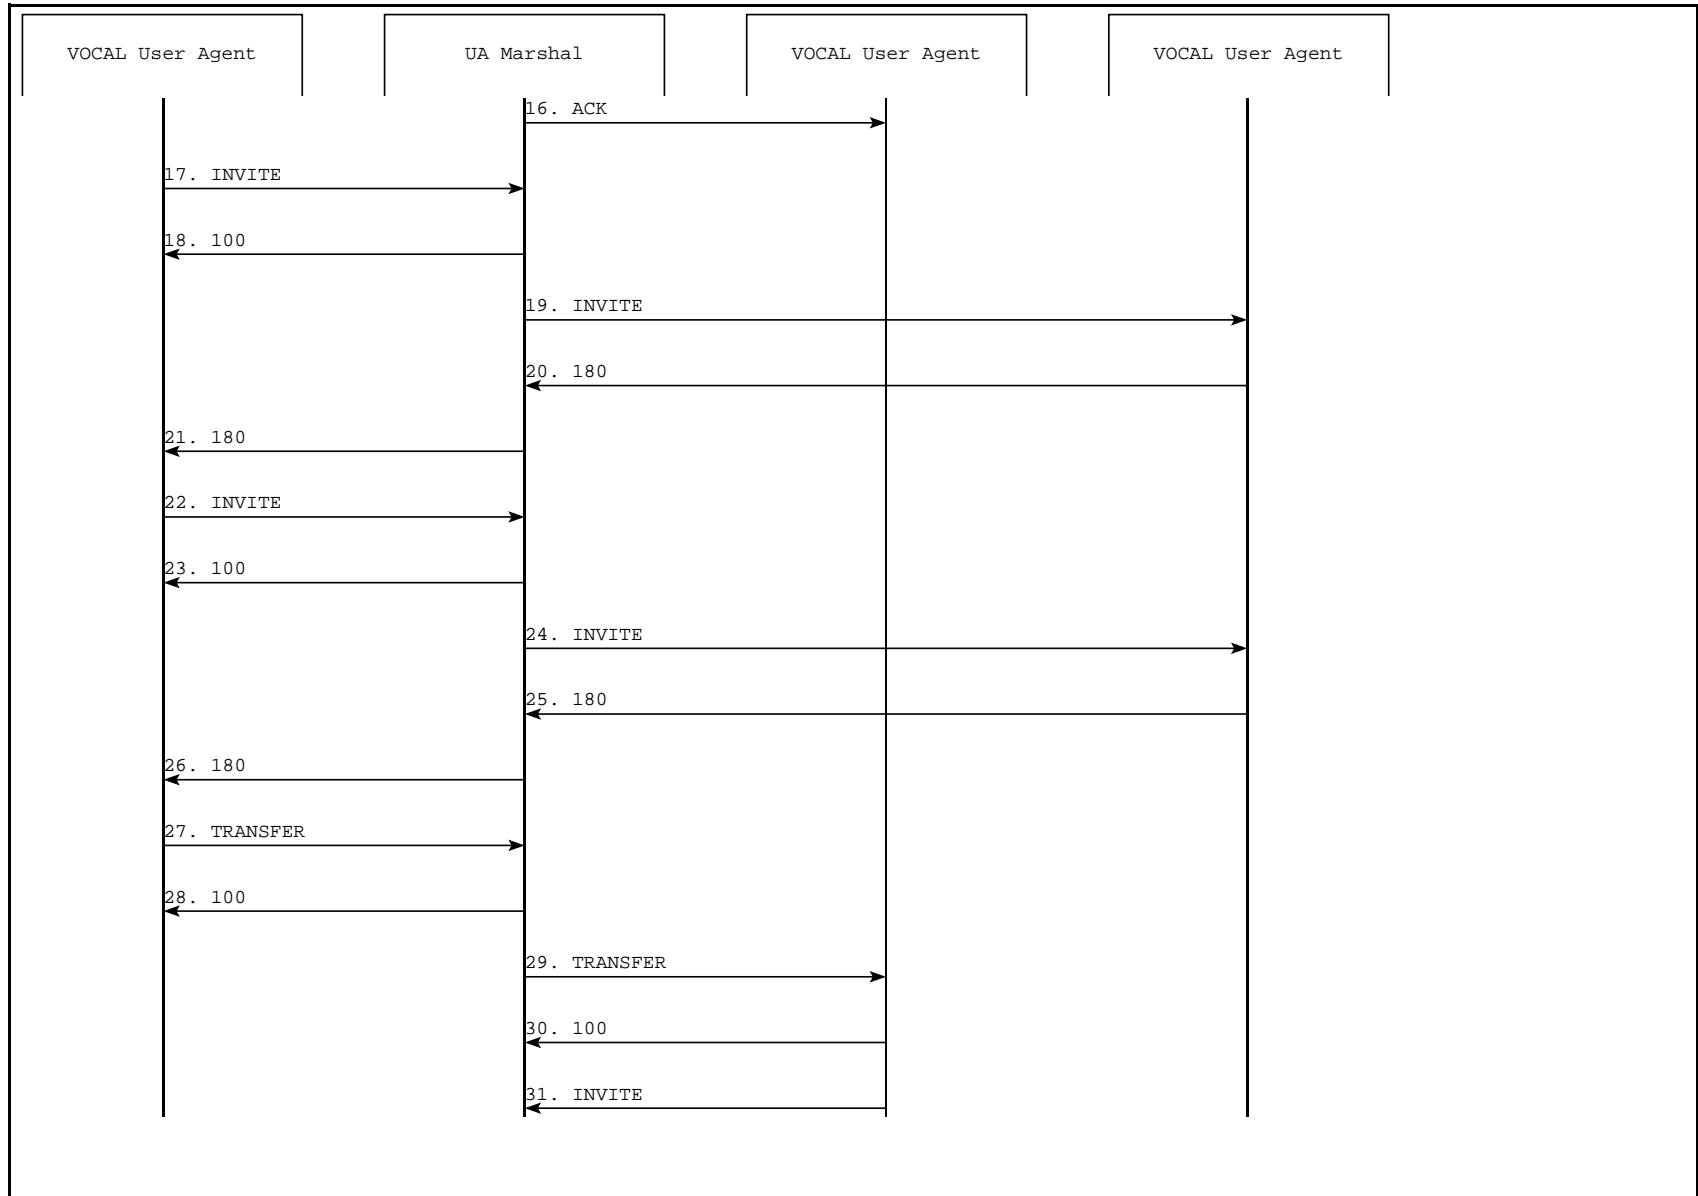 VOCAL User Agent
UA Marshal
VOCAL User Agent
VOCAL User Agent
16. ACK
17. INVITE
18. 100
19. INVITE
20. 180
21. 180
22. INVITE
23. 100
24. INVITE
25. 180
26. 180
27. TRANSFER
28. 100
29. TRANSFER
30. 100
31. INVITE